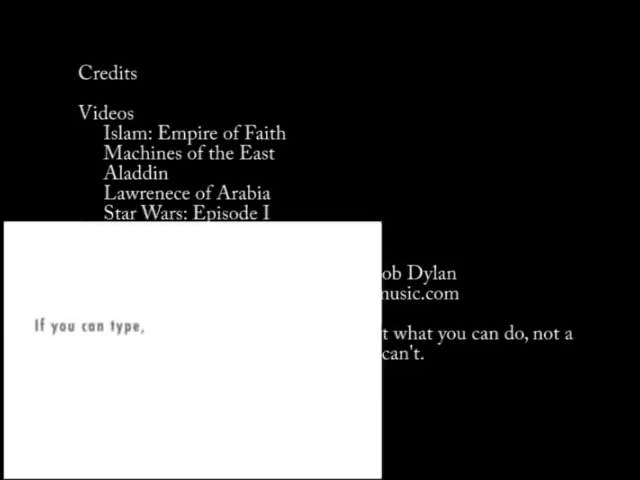 Credits
Videos
Islam: Empire of Faith
Machines of the East
Aladdin
Lawrenece of Arabia
Star Wars: Episode I
ob Dylan
music.com
If you can type,
t what you can do, not a
can't.